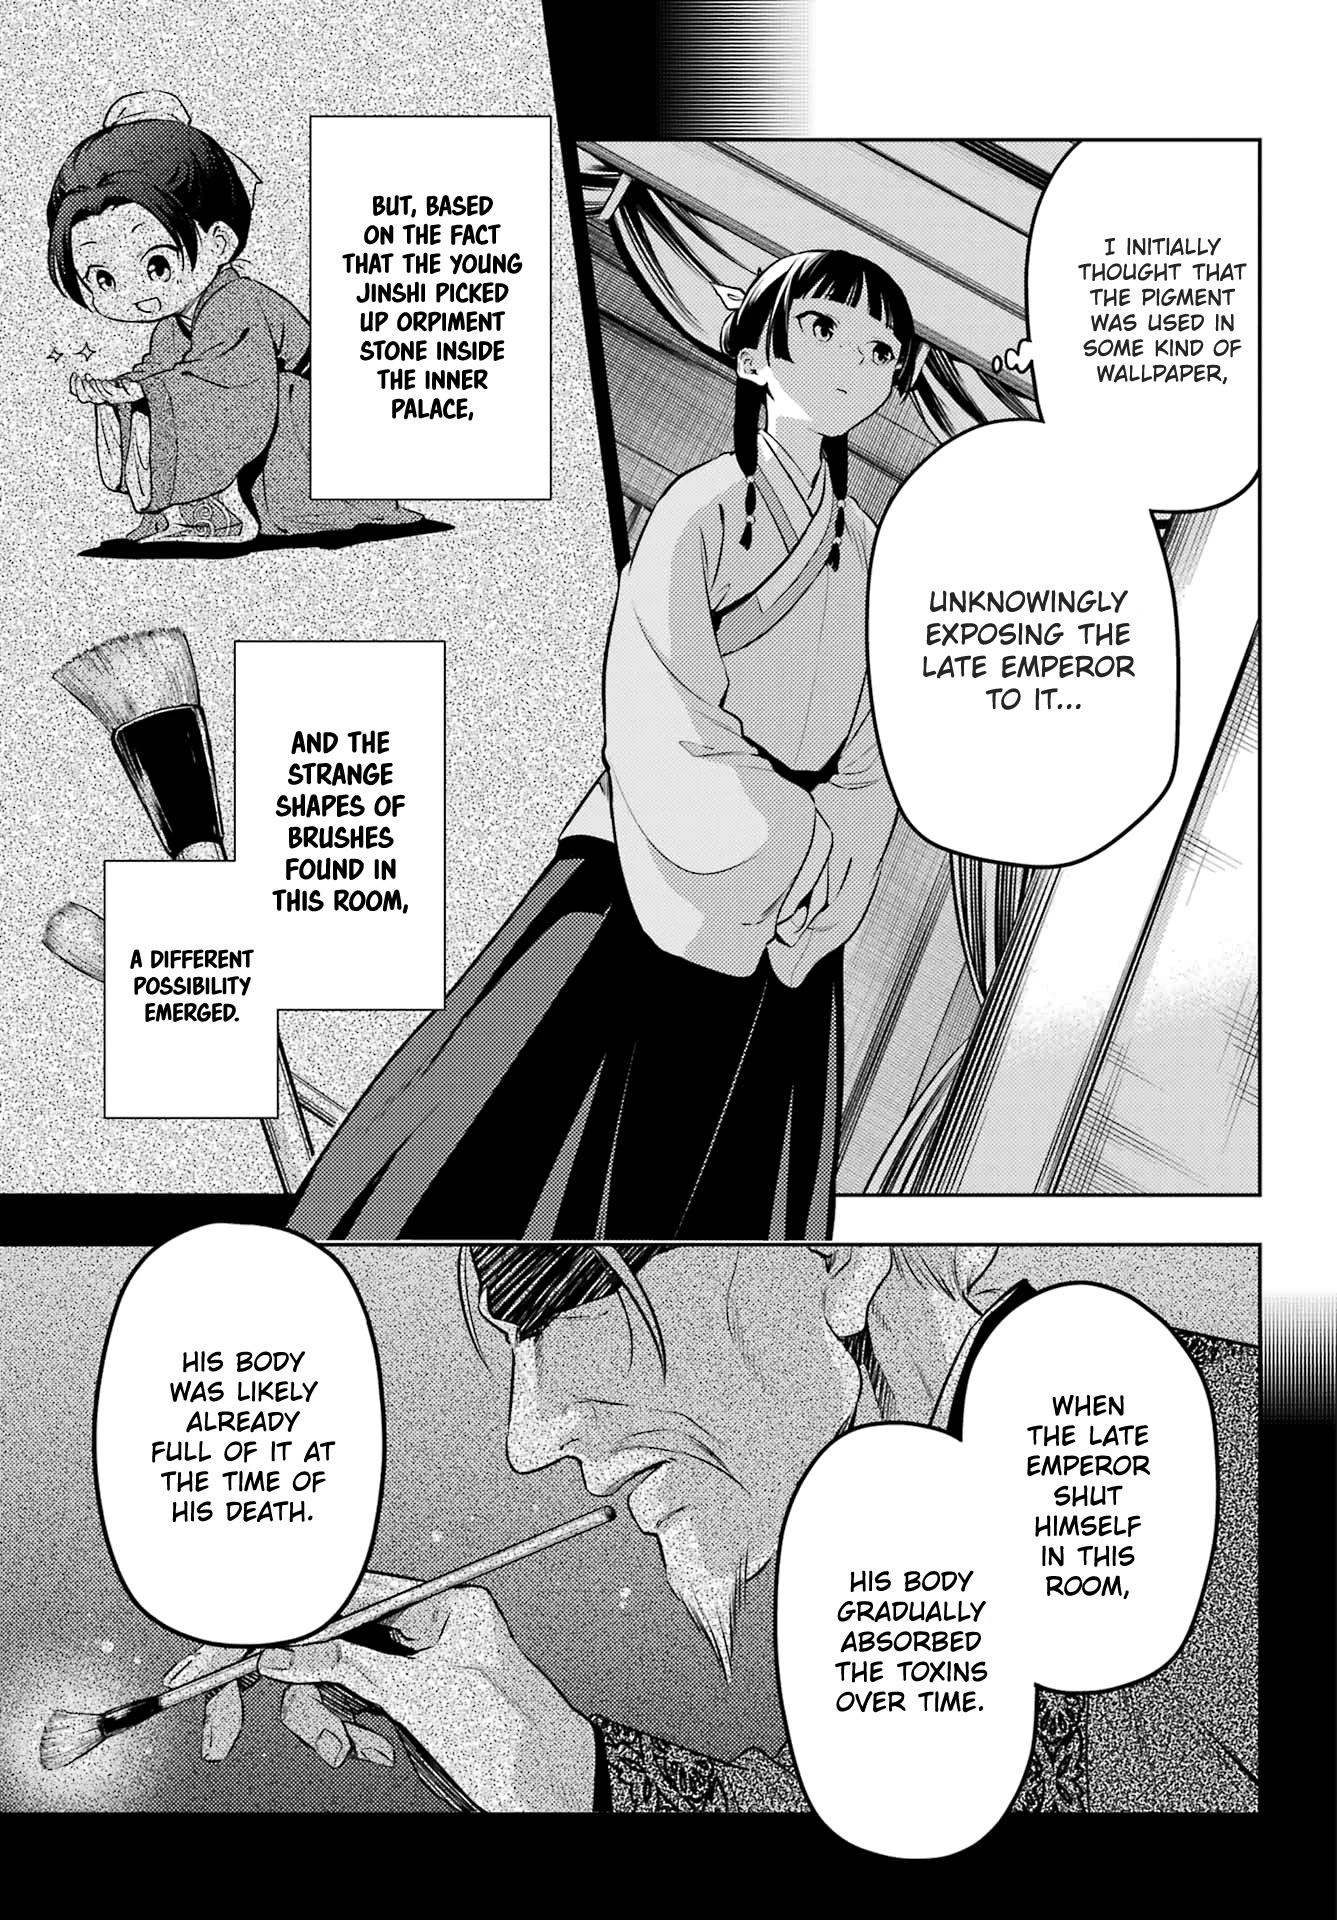 I INITIALLY
THOUGHT THAT
THE PIGMENT
WAS USED IN
SOME KIND OF
WALLPAPER,
UNKNOWINGLY
EXPOSING THE
LATE EMPEROR
TO IT...
BUT, BASED
ON THE FACT
THAT THE YOUNG
JINSHI PICKED
UP ORPIMENT
STONE INSIDE
THE INNER
PALACE,
AND THE
STRANGE
SHAPES OF
BRUSHES
FOUND IN
THIS ROOM,
A DIFFERENT
POSSIBILITY
EMERGED.
WHEN
THE LATE
EMPEROR
SHUT
HIMSELF
IN THIS
ROOM,
HIS BODY
GRADUALLY
ABSORBED
THE TOXINS
OVER TIME.
HIS BODY
WAS LIKELY
ALREADY
FULL OF IT AT
THE TIME OF
HIS DEATH.